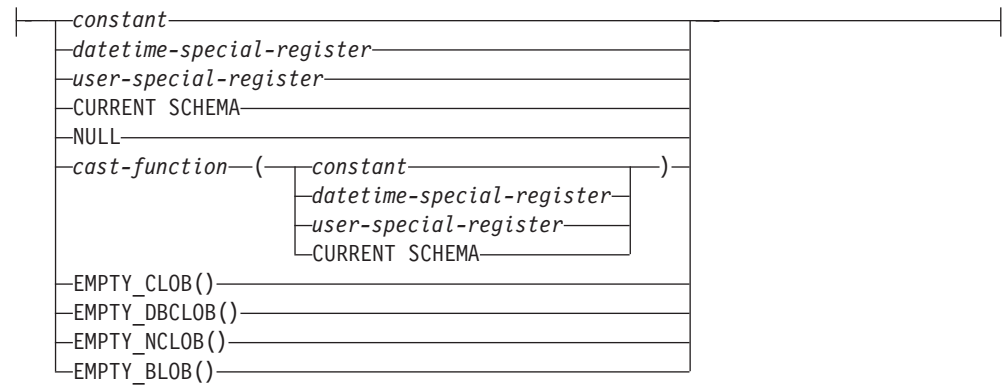 constant
datetime-special-register
user-special-register
CURRENT SCHEMA
NULL
cast-function ( constant )
datetime-special-register
user-special-register
CURRENT SCHEMA
EMPTY_CLOB()
EMPTY_DBCLOB()
EMPTY_NCLOB()
EMPTY_BLOB()